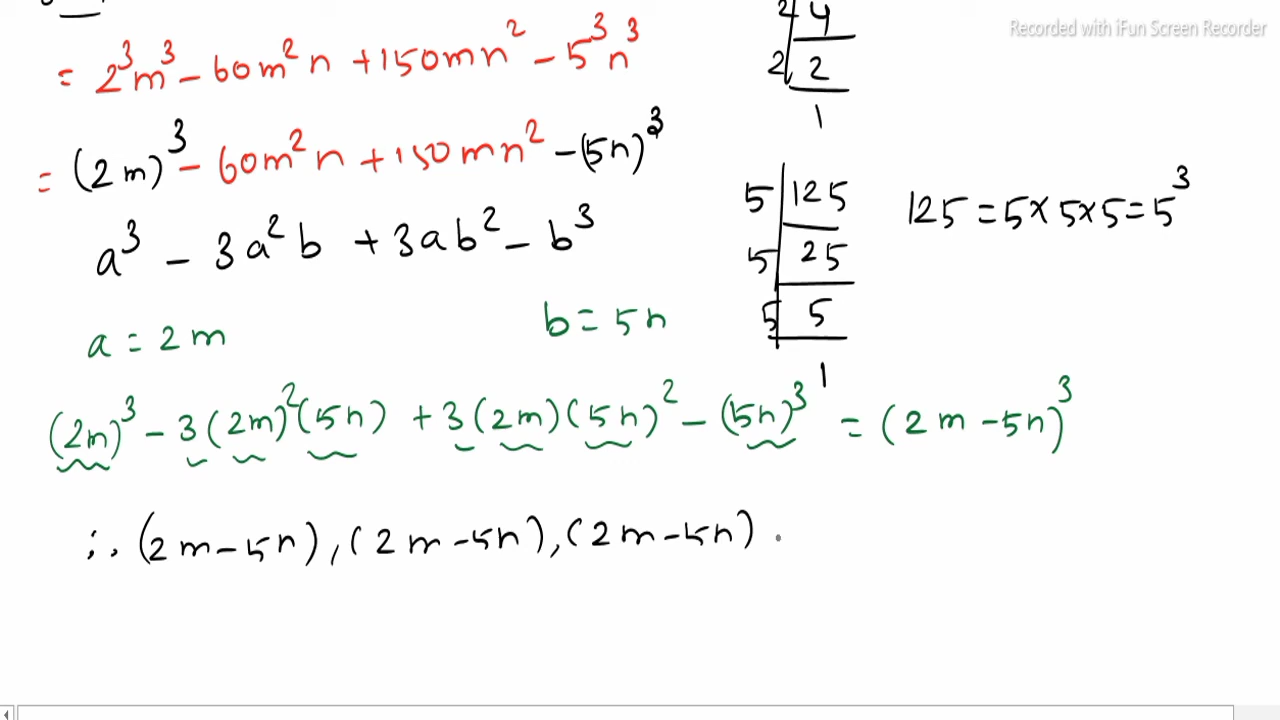 Recorded with iFun Screen Recorder
= 2³m³ - 60m²n + 150mn² - 5³n³
= (2m)³ - 60m²n + 150mn² - (5n)³
a³ - 3a²b + 3ab² - b³
a = 2m b = 5n
(2m)³ - 3(2m)²(5n) + 3(2m)(5n)² - (5n)³ = (2m - 5n)³
∴ (2m - 5n), (2m - 5n), (2m - 5n)
2 4
2 2
1
5 125
5 25
5 5
1
125 = 5 × 5 × 5 = 5³